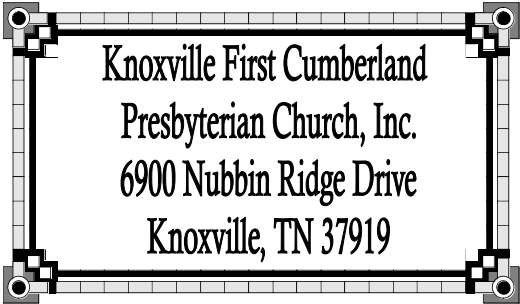 Knoxville First Cumberland
Presbyterian Church, Inc.
6900 Nubbin Ridge Drive
Knoxville, TN 37919